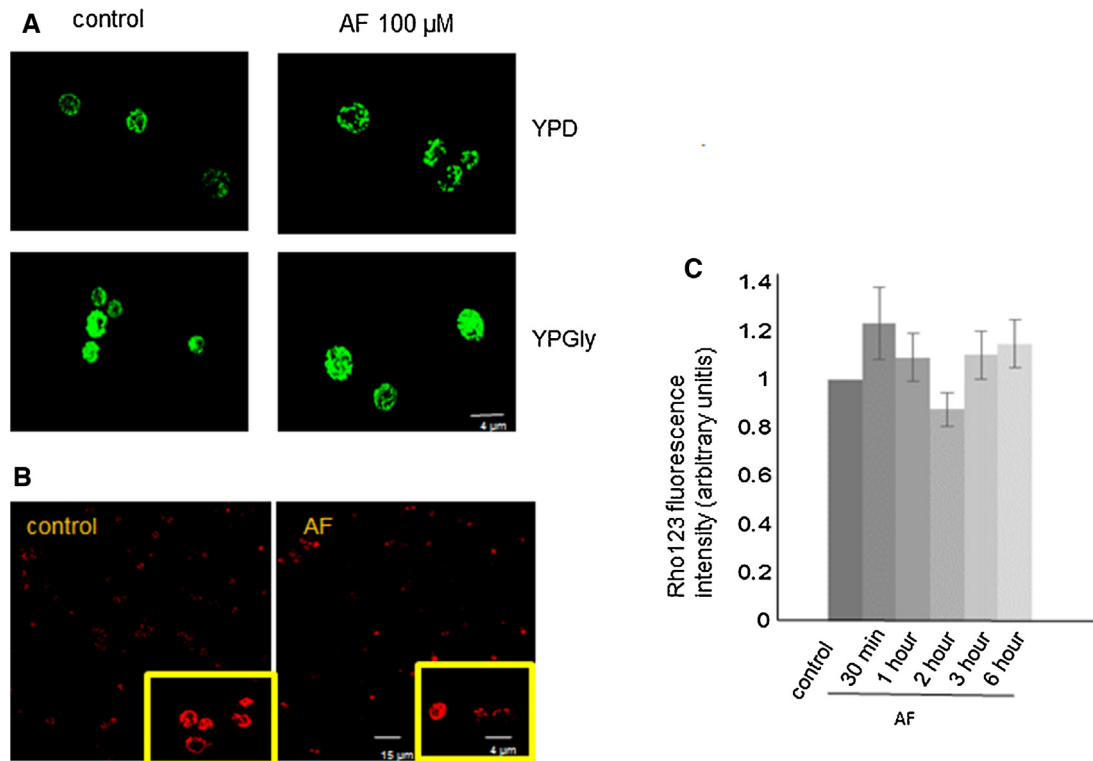 A
control
AF 100 µM
YPD
YPGly
4 µm
B
control
AF
15 µm
4 µm
C
Rho123 fluorescence
intensity (arbitrary unitis)
1.4
1.2
1
0.8
0.6
0.4
0.2
0
control
30 min
1 hour
2 hour
3 hour
6 hour
AF